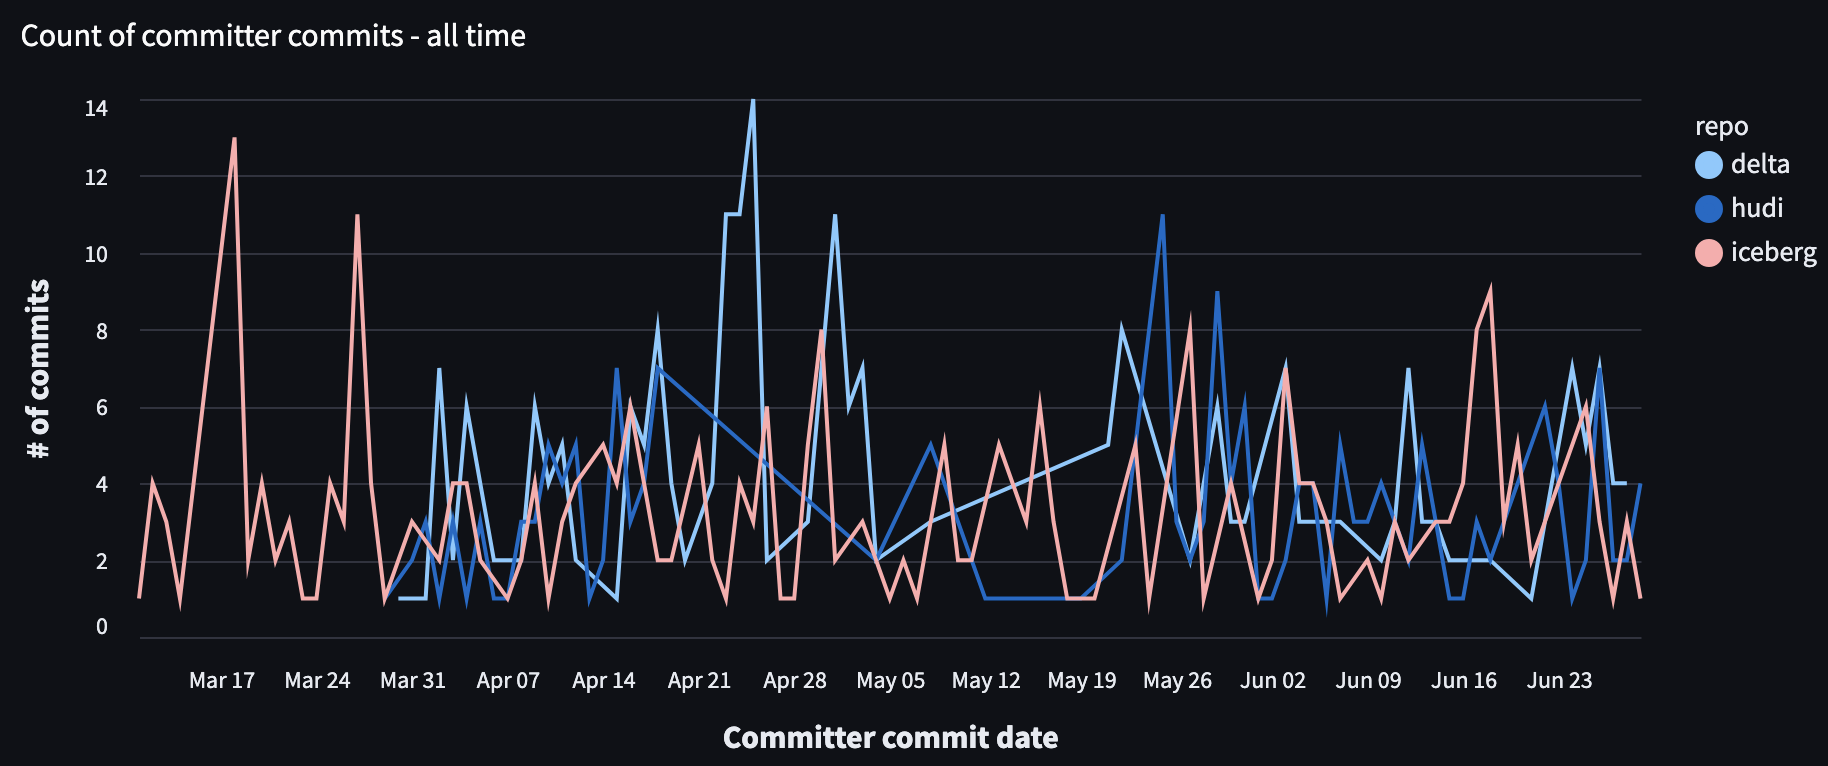 Count of committer commits - all time
14
12
10
8
6
4
2
0
# of commits
Mar 17 Mar 24 Mar 31 Apr 07 Apr 14 Apr 21 Apr 28 May 05 May 12 May 19 May 26 Jun 02 Jun 09 Jun 16 Jun 23
Committer commit date
repo
delta
hudi
iceberg